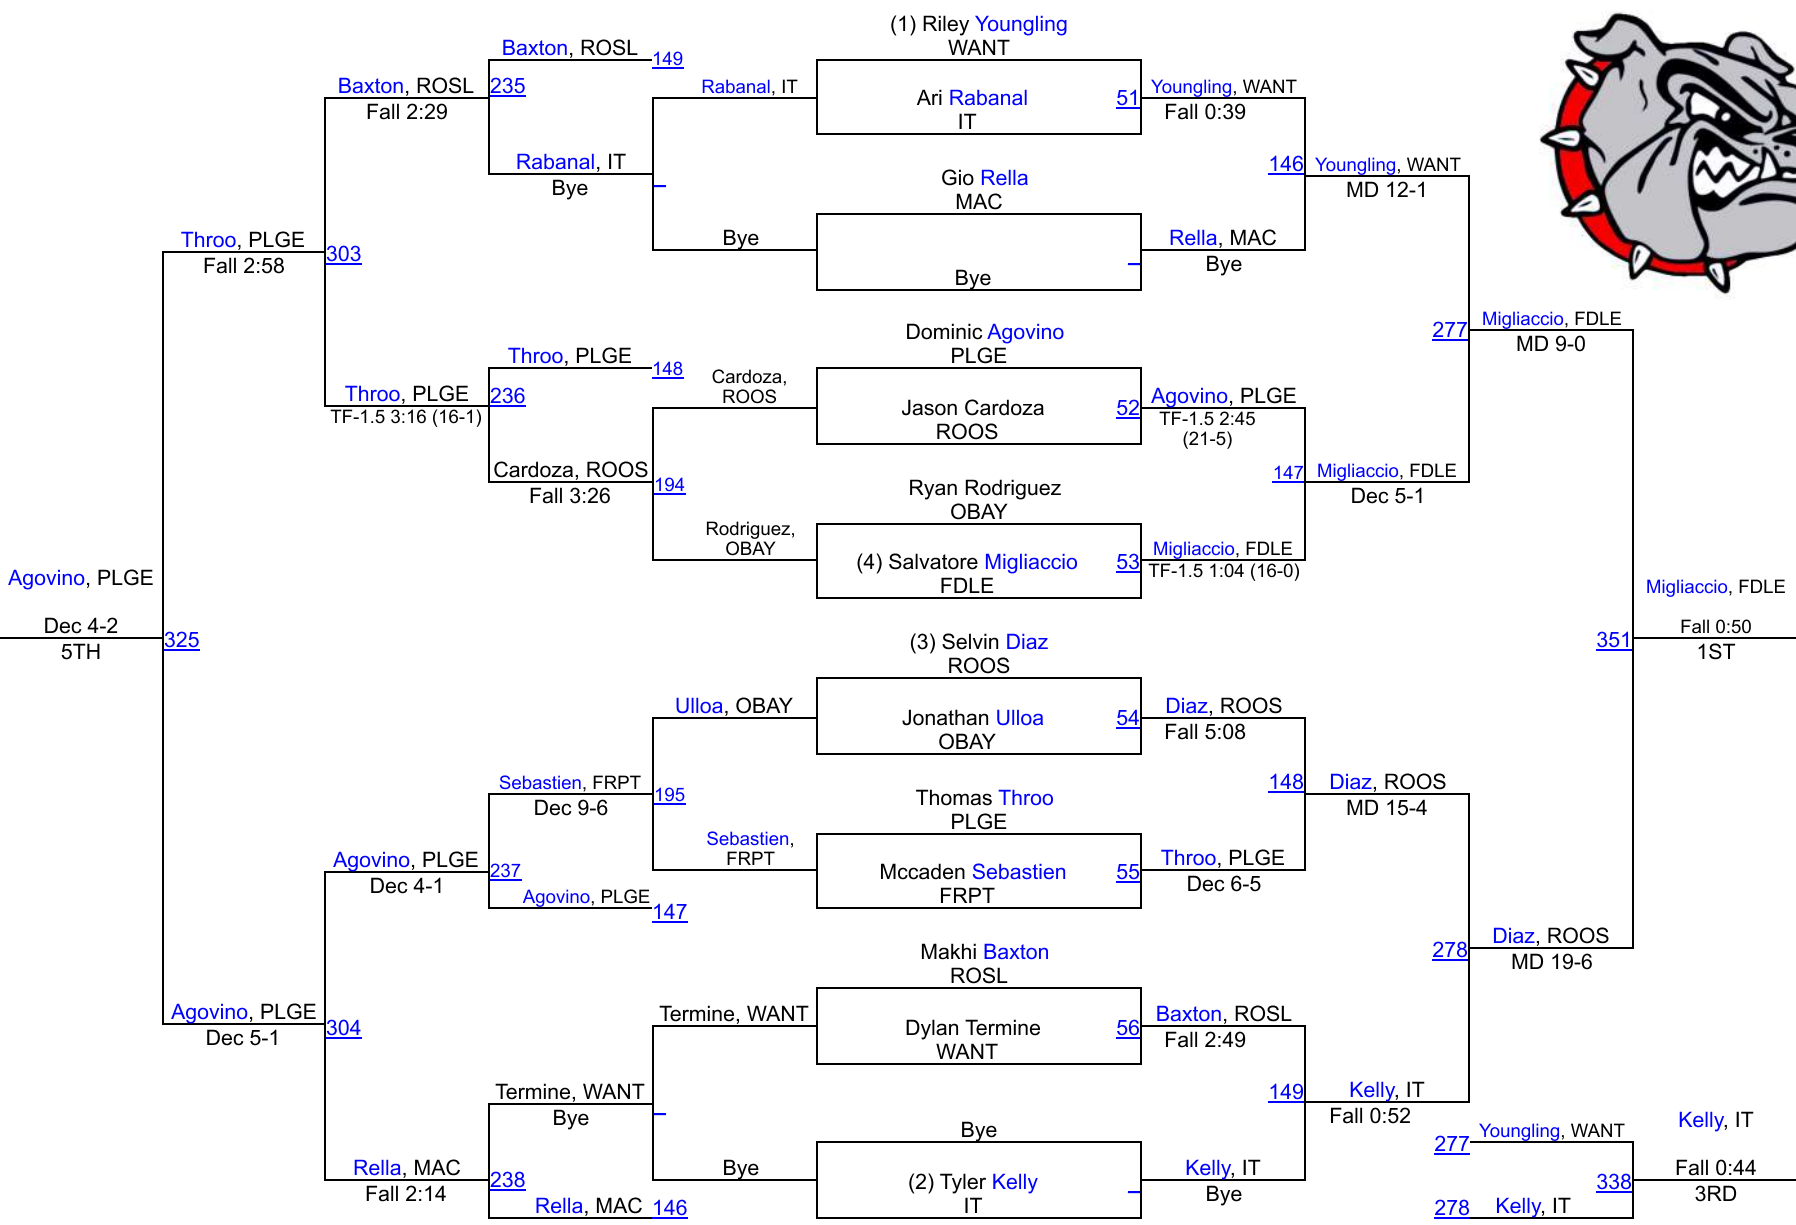 (1) Riley Youngling
WANT
Baxton, ROSL
149
Baxton, ROSL
235
Fall 2:29
Rabanal, IT
Ari Rabanal
IT
51
Youngling, WANT
Fall 0:39
Rabanal, IT
Bye
Gio Rella
MAC
146
Youngling, WANT
MD 12-1
Throo, PLGE
Fall 2:58
303
Bye
Bye
Rella, MAC
Bye
Dominic Agovino
PLGE
277
Migliaccio, FDLE
MD 9-0
Throo, PLGE
148
Throo, PLGE
236
TF-1.5 3:16 (16-1)
Cardoza,
ROOS
Jason Cardoza
ROOS
52
Agovino, PLGE
TF-1.5 2:45
(21-5)
Cardoza, ROOS
Fall 3:26
194
Ryan Rodriguez
OBAY
147
Migliaccio, FDLE
Dec 5-1
Rodriguez,
OBAY
(4) Salvatore Migliaccio
FDLE
53
Migliaccio, FDLE
TF-1.5 1:04 (16-0)
Agovino, PLGE
Dec 4-2
5TH
325
(3) Selvin Diaz
ROOS
351
Migliaccio, FDLE
Fall 0:50
1ST
Ulloa, OBAY
Jonathan Ulloa
OBAY
54
Diaz, ROOS
Fall 5:08
Sebastien, FRPT
Dec 9-6
195
Thomas Throo
PLGE
148
Diaz, ROOS
MD 15-4
Sebastien,
FRPT
Mccaden Sebastien
FRPT
55
Throo, PLGE
Dec 6-5
Agovino, PLGE
Dec 4-1
237
Agovino, PLGE
147
Makhi Baxton
ROSL
278
Diaz, ROOS
MD 19-6
Agovino, PLGE
Dec 5-1
304
Termine, WANT
Dylan Termine
WANT
56
Baxton, ROSL
Fall 2:49
Termine, WANT
Bye
149
Kelly, IT
Fall 0:52
Bye
Rella, MAC
Fall 2:14
238
Rella, MAC
146
Bye
(2) Tyler Kelly
IT
Kelly, IT
Bye
277
Youngling, WANT
278
Kelly, IT
338
Kelly, IT
Fall 0:44
3RD